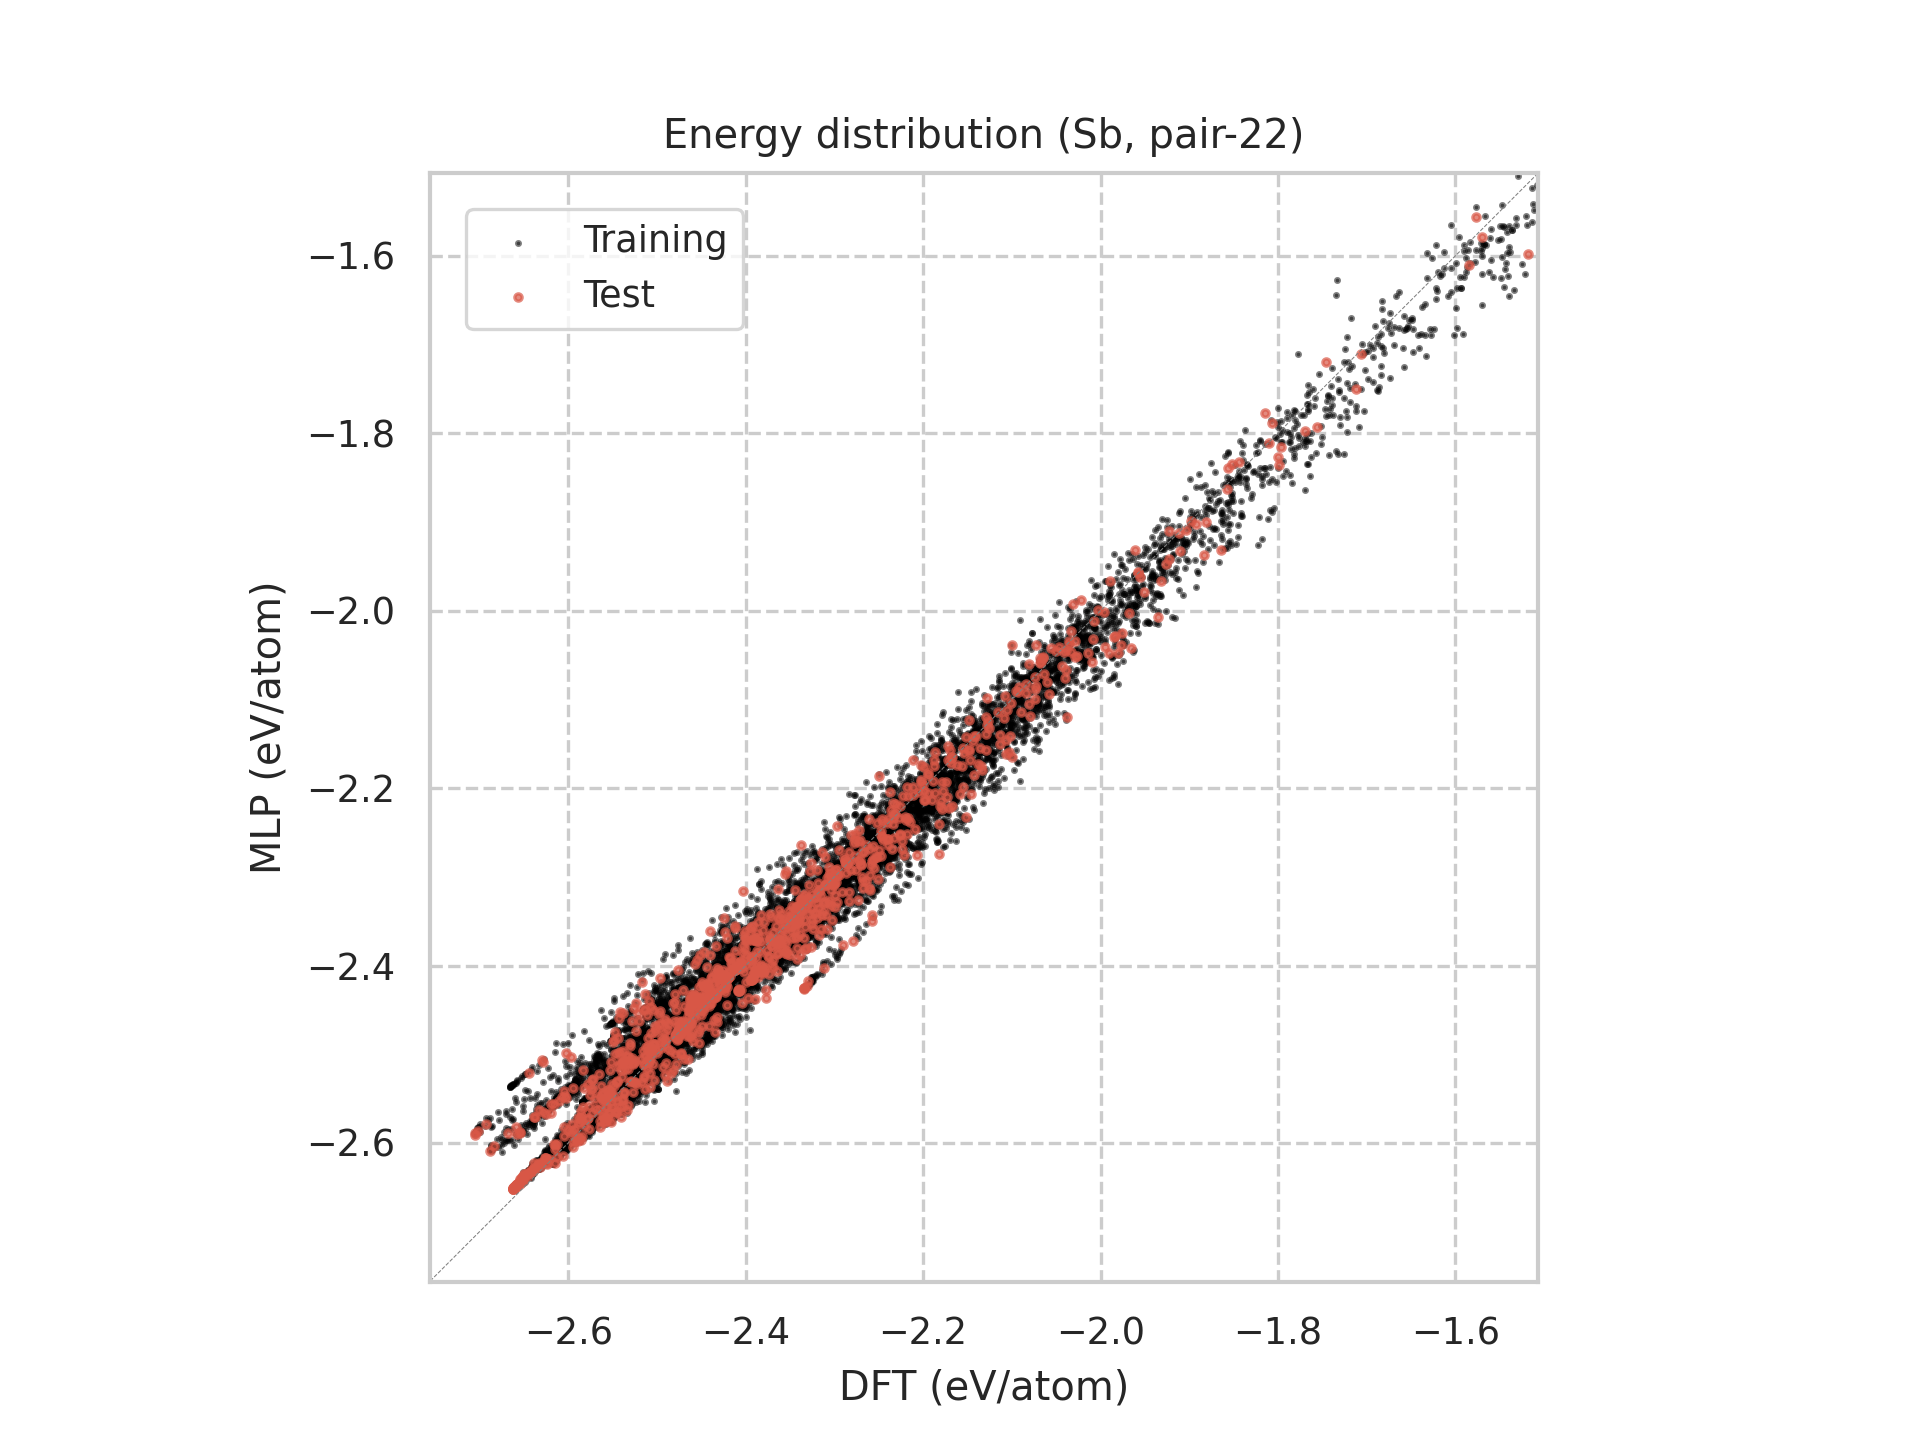 Energy distribution (Sb, pair-22)
Training
Test
−1.6
−1.8
−2.0
−2.2
−2.4
−2.6
MLP (eV/atom)
−2.6 −2.4 −2.2 −2.0 −1.8 −1.6
DFT (eV/atom)